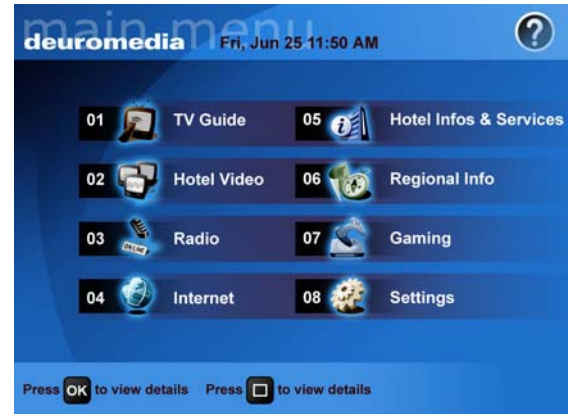 main menu
deuromedia Fri, Jun 25 11:50 AM
?
01 TV Guide
05 Hotel Infos & Services
02 Hotel Video
06 Regional Info
03 ONLINE Radio
07 Gaming
04 Internet
08 Settings
Press OK to view details Press to view details